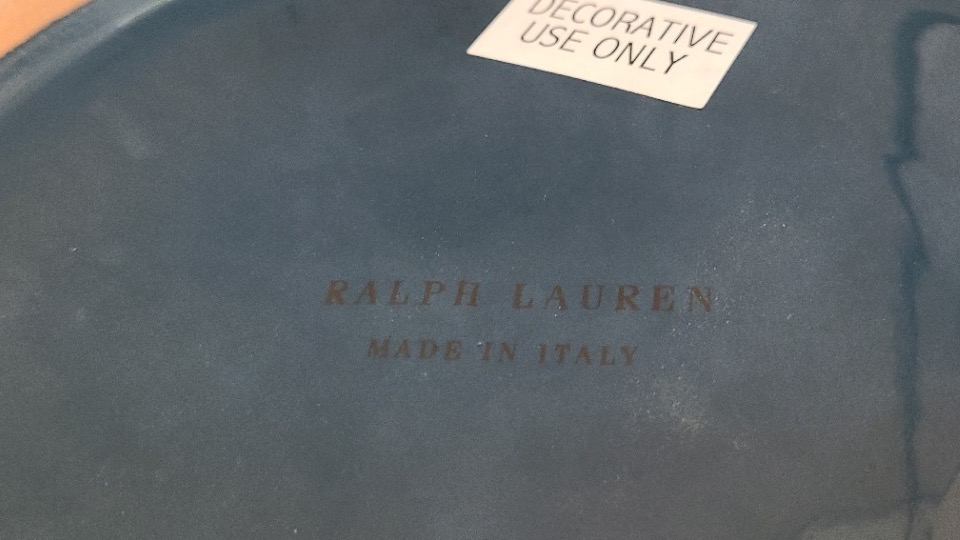 DECORATIVE
USE ONLY
RALPH LAUREN
MADE IN ITALY